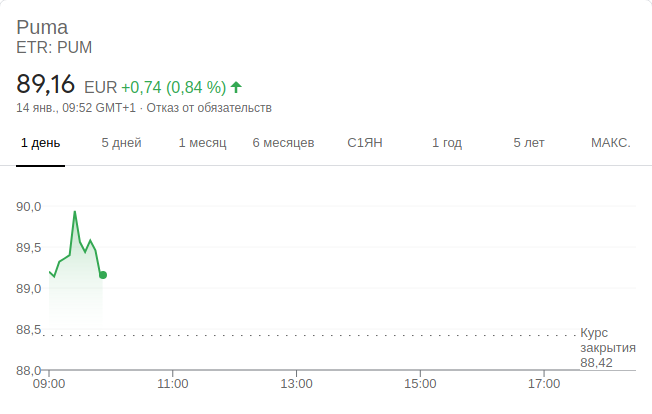 Puma
ETR: PUM
89,16 EUR +0,74 (0,84 %)
14 янв., 09:52 GMT+1 · Отказ от обязательств
1 день 5 дней 1 месяц 6 месяцев С1ЯН 1 год 5 лет МАКС.
90,0
89,5
89,0
88,5
Курс
закрытия
88,42
88,0
09:00 11:00 13:00 15:00 17:00